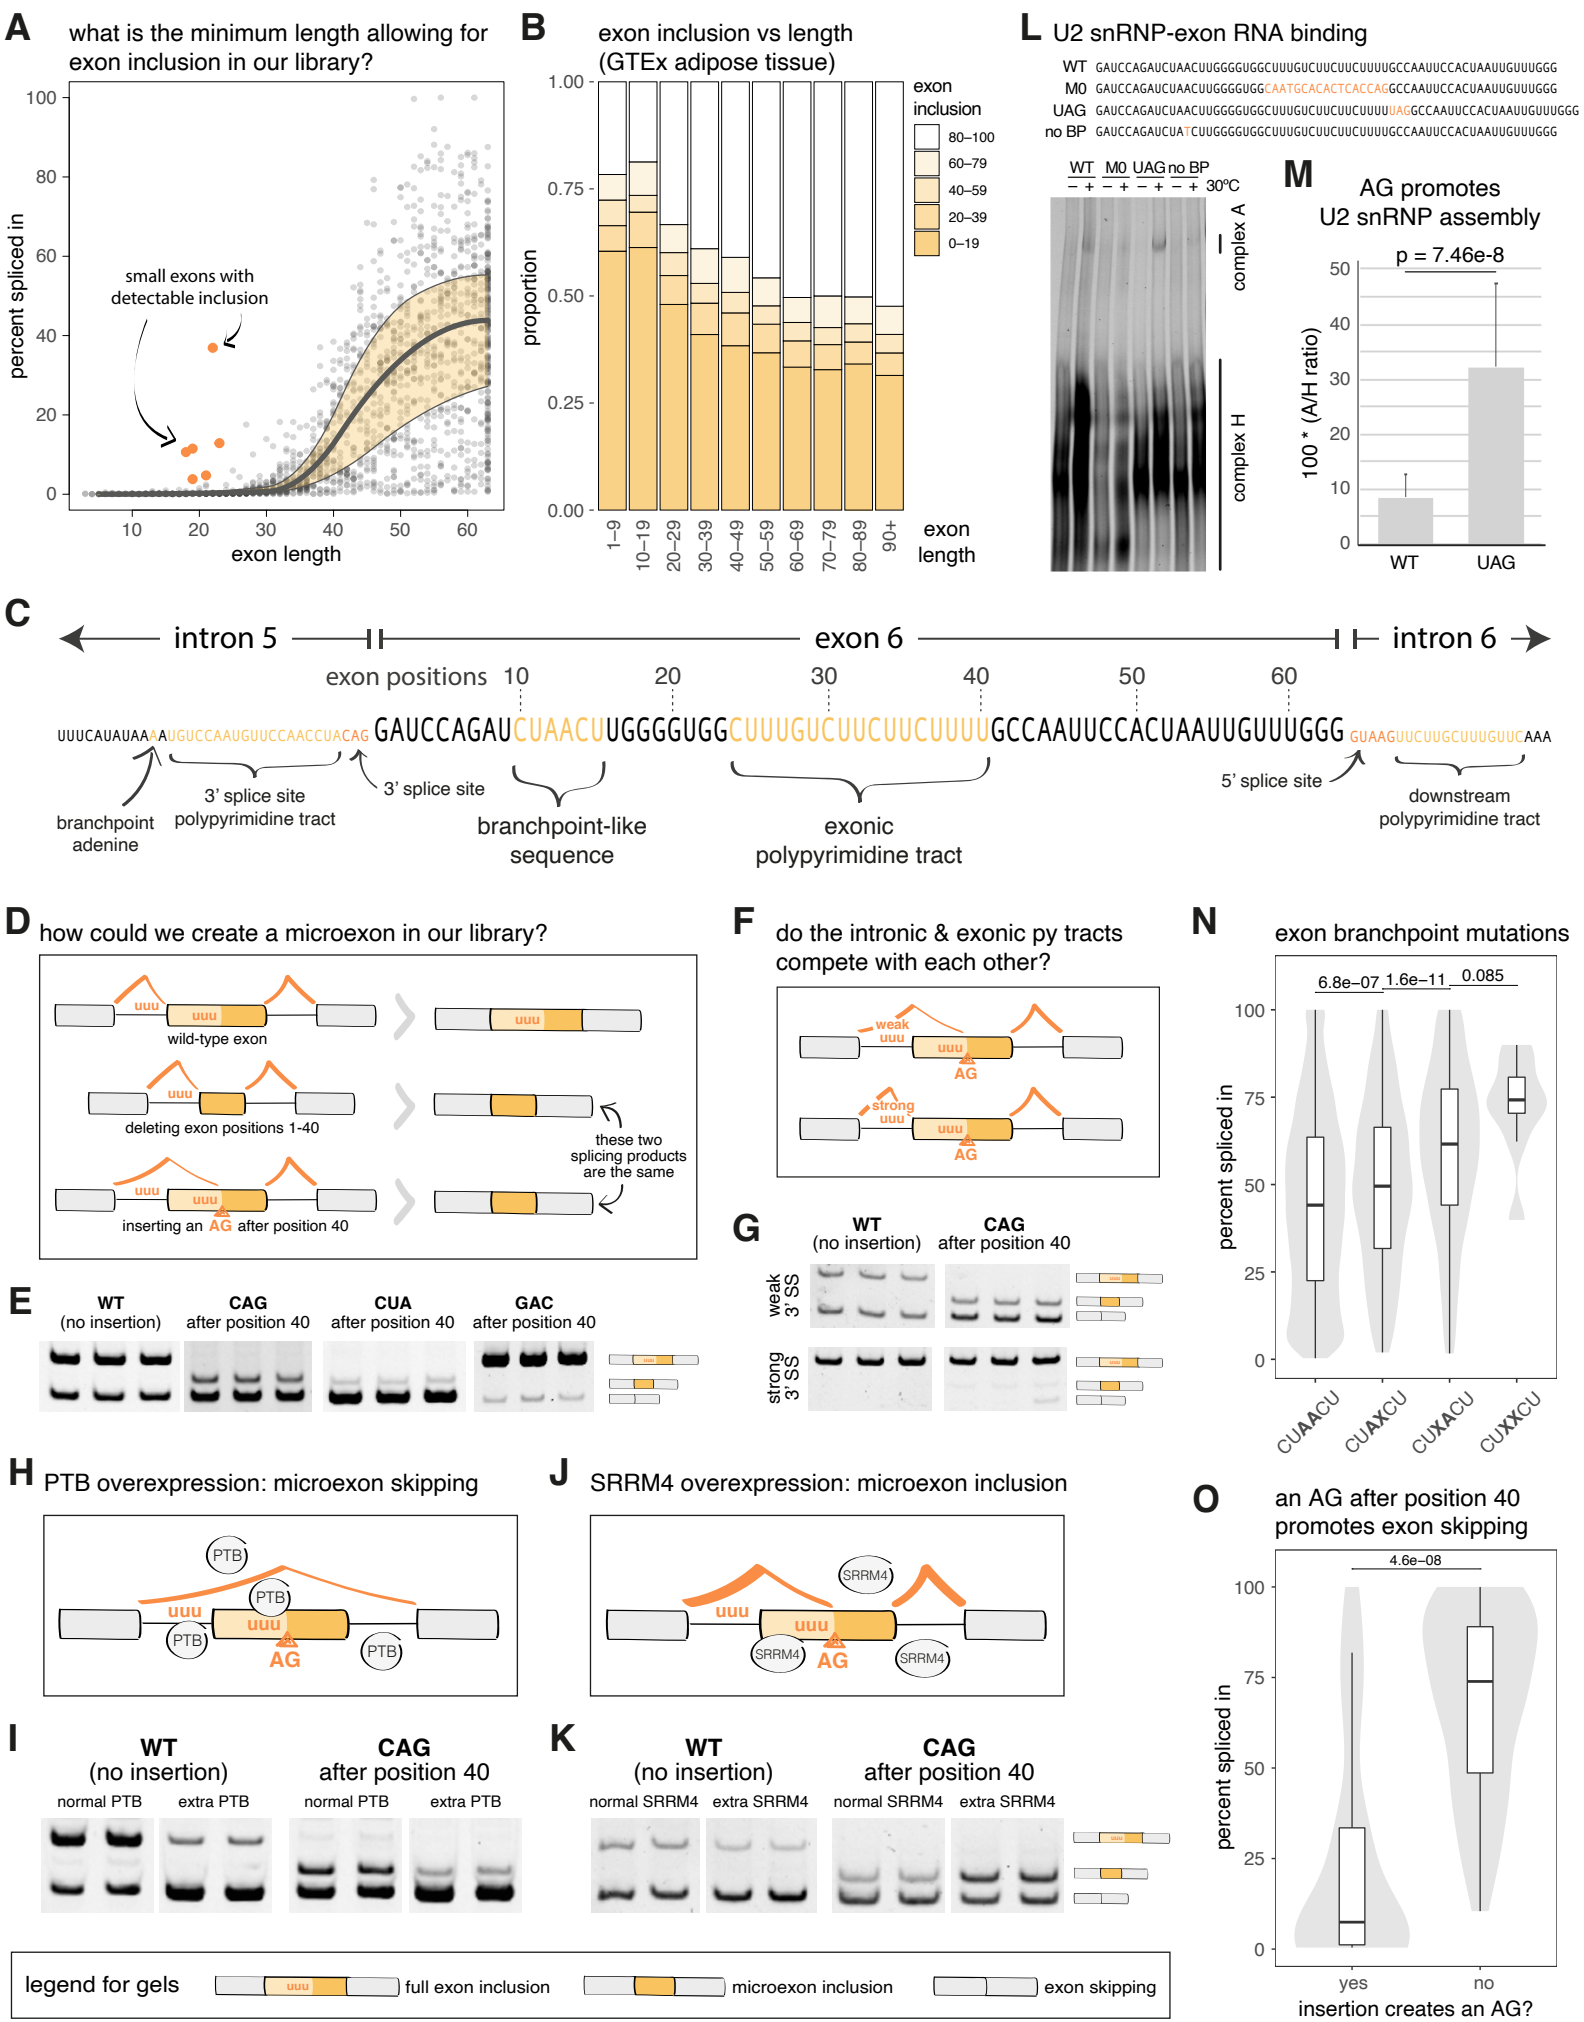 A
what is the minimum length allowing for
exon inclusion in our library?
percent spliced in
100
80
60
40
20
0
small exons with
detectable inclusion
10 20 30 40 50 60
exon length
B
exon inclusion vs length
(GTEx adipose tissue)
proportion
1.00
0.75
0.50
0.25
0.00
1–9 10–19 20–29 30–39 40–49 50–59 60–69 70–79 80–89 90+
exon
length
exon
inclusion
80–100
60–79
40–59
20–39
0–19
L
U2 snRNP-exon RNA binding
WT GAUCCAGAUCUAACUUGGGGUGGCUUUGUCUUCUUCUUUUGCCAAUUCCACUAAUUGUUUGGG
M0 GAUCCAGAUCUAACUUGGGGUGGCAATGCACACTCACCAGGCCAAUUCCACUAAUUGUUUGGG
UAG GAUCCAGAUCUAACUUGGGGUGGCUUUGUCUUCUUCUUUUUAGGCCAAUUCCACUAAUUGUUUGGG
no BP GAUCCAGAUCUATCUUGGGGUGGCUUUGUCUUCUUCUUUUGCCAAUUCCACUAAUUGUUUGGG
WT M0 UAG no BP
– + – + – + – + 30ºC
complex A
complex H
M
AG promotes
U2 snRNP assembly
p = 7.46e-8
100 * (A/H ratio)
50
40
30
20
10
0
WT UAG
C
intron 5 exon 6 intron 6
exon positions 10 20 30 40 50 60
UUUCAUAUAAAAUGUCCAAUGUUCCAACCUACAG GAUCCAGAUCUAACUUGGGGUGGCUUUGUCUUCUUCUUUUGCCAAUUCCACUAAUUGUUUGGG GUAAGUUCUUGCUUUGUUCAAA
branchpoint
adenine
3' splice site
polypyrimidine tract
3' splice site
branchpoint-like
sequence
exonic
polypyrimidine tract
5' splice site
downstream
polypyrimidine tract
D
how could we create a microexon in our library?
uuu
uuu
uuu
wild-type exon
uuu
deleting exon positions 1-40
these two
splicing products
are the same
uuu
uuu
inserting an AG after position 40
E
WT
(no insertion)
CAG
after position 40
CUA
after position 40
GAC
after position 40
uuu
F
do the intronic & exonic py tracts
compete with each other?
weak
uuu
uuu
AG
strong
uuu
uuu
AG
G
WT
(no insertion)
CAG
after position 40
weak
3' SS
uuu
strong
3' SS
uuu
N
exon branchpoint mutations
6.8e−07 1.6e−11 0.085
percent spliced in
100
75
50
25
0
CUAACU CUAXCU CUXACU CUXXCU
H
PTB overexpression: microexon skipping
PTB
PTB
uuu
uuu
PTB
PTB
AG
I
WT
(no insertion)
CAG
after position 40
normal PTB extra PTB normal PTB extra PTB
J
SRRM4 overexpression: microexon inclusion
SRRM4
uuu
uuu
SRRM4
AG
SRRM4
K
WT
(no insertion)
CAG
after position 40
normal SRRM4 extra SRRM4 normal SRRM4 extra SRRM4
uuu
O
an AG after position 40
promotes exon skipping
4.6e−08
percent spliced in
100
75
50
25
0
yes no
insertion creates an AG?
legend for gels
uuu
full exon inclusion
microexon inclusion
exon skipping